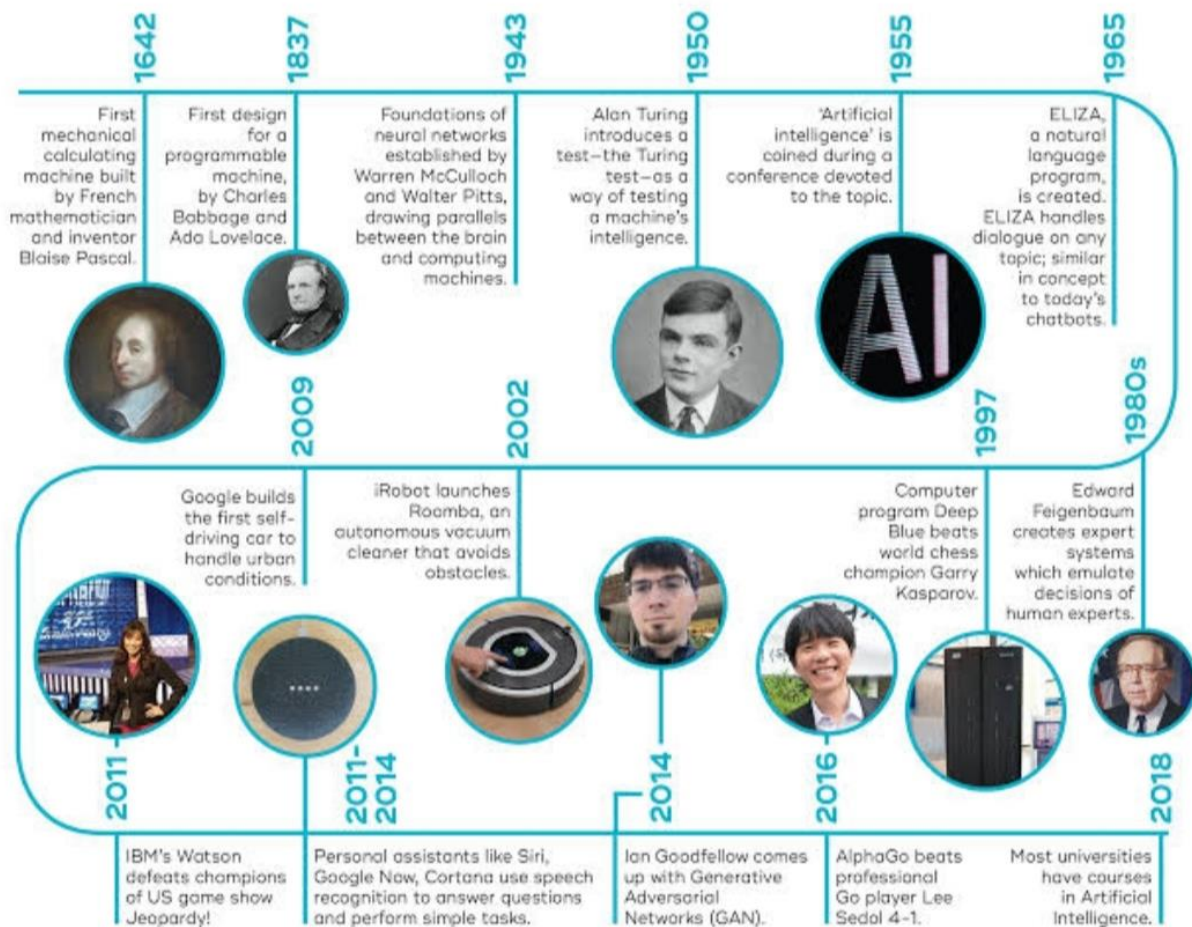 1642
First
mechanical
calculating
machine built
by French
mathematician
and inventor
Blaise Pascal.
1837
First design
for a
programmable
machine,
by Charles
Babbage and
Ada Lovelace.
1943
Foundations of
neural networks
established by
Warren McCulloch
and Walter Pitts,
drawing parallels
between the brain
and computing
machines.
1950
Alan Turing
introduces a
test—the Turing
test—as a
way of testing
a machine's
intelligence.
1955
'Artificial
intelligence' is
coined during a
conference devoted
to the topic.
AI
1965
ELIZA,
a natural
language
program,
is created.
ELIZA handles
dialogue on any
topic; similar
in concept
to today's
chatbots.
1980s
Edward
Feigenbaum
creates expert
systems
which emulate
decisions of
human experts.
1997
Computer
program Deep
Blue beats
world chess
champion Garry
Kasparov.
2002
iRobot launches
Roomba, an
autonomous vacuum
cleaner that avoids
obstacles.
2009
Google builds
the first self-
driving car to
handle urban
conditions.
2011
IBM's Watson
defeats champions
of US game show
Jeopardy!
2011-
2014
Personal assistants like Siri,
Google Now, Cortana use speech
recognition to answer questions
and perform simple tasks.
2014
Ian Goodfellow comes
up with Generative
Adversarial
Networks (GAN).
2016
AlphaGo beats
professional
Go player Lee
Sedol 4-1.
2018
Most universities
have courses
in Artificial
Intelligence.